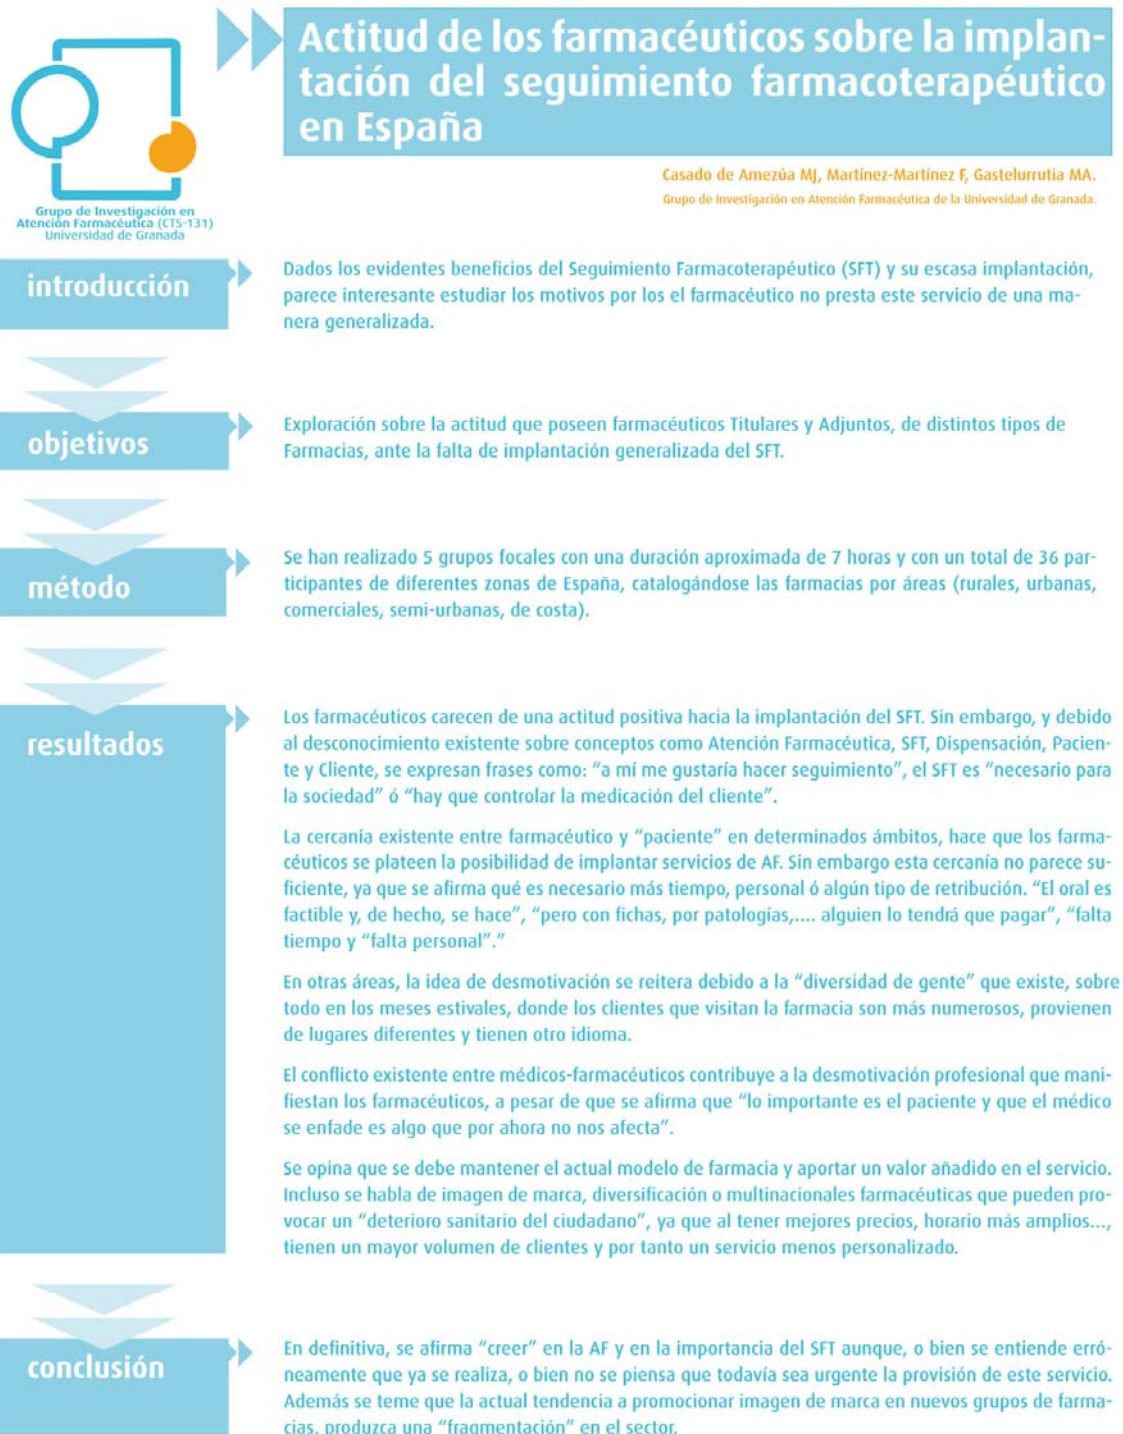 Actitud de los farmacéuticos sobre la implan-
tación del seguimiento farmacoterapéutico
en España
Casado de Amezúa MJ, Martínez-Martínez F, Gastelurrutia MA.
Grupo de Investigación en Atención Farmacéutica de la Universidad de Granada.
Grupo de Investigación en
Atención Farmacéutica (CTS-131)
Universidad de Granada
introducción
Dados los evidentes beneficios del Seguimiento Farmacoterapéutico (SFT) y su escasa implantación,
parece interesante estudiar los motivos por los el farmacéutico no presta este servicio de una ma-
nera generalizada.
objetivos
Exploración sobre la actitud que poseen farmacéuticos Titulares y Adjuntos, de distintos tipos de
Farmacias, ante la falta de implantación generalizada del SFT.
método
Se han realizado 5 grupos focales con una duración aproximada de 7 horas y con un total de 36 par-
ticipantes de diferentes zonas de España, catalogándose las farmacias por áreas (rurales, urbanas,
comerciales, semi-urbanas, de costa).
resultados
Los farmacéuticos carecen de una actitud positiva hacia la implantación del SFT. Sin embargo, y debido
al desconocimiento existente sobre conceptos como Atención Farmacéutica, SFT, Dispensación, Pacien-
te y Cliente, se expresan frases como: “a mí me gustaría hacer seguimiento”, el SFT es “necesario para
la sociedad” ó “hay que controlar la medicación del cliente”.
La cercanía existente entre farmacéutico y “paciente” en determinados ámbitos, hace que los farma-
céuticos se plateen la posibilidad de implantar servicios de AF. Sin embargo esta cercanía no parece su-
ficiente, ya que se afirma qué es necesario más tiempo, personal ó algún tipo de retribución. “El oral es
factible y, de hecho, se hace”, “pero con fichas, por patologías,.... alguien lo tendrá que pagar”, “falta
tiempo y “falta personal”.”
En otras áreas, la idea de desmotivación se reitera debido a la “diversidad de gente” que existe, sobre
todo en los meses estivales, donde los clientes que visitan la farmacia son más numerosos, provienen
de lugares diferentes y tienen otro idioma.
El conflicto existente entre médicos-farmacéuticos contribuye a la desmotivación profesional que mani-
fiestan los farmacéuticos, a pesar de que se afirma que “lo importante es el paciente y que el médico
se enfade es algo que por ahora no nos afecta”.
Se opina que se debe mantener el actual modelo de farmacia y aportar un valor añadido en el servicio.
Incluso se habla de imagen de marca, diversificación o multinacionales farmacéuticas que pueden pro-
vocar un “deterioro sanitario del ciudadano”, ya que al tener mejores precios, horario más amplios...,
tienen un mayor volumen de clientes y por tanto un servicio menos personalizado.
conclusión
En definitiva, se afirma “creer” en la AF y en la importancia del SFT aunque, o bien se entiende erró-
neamente que ya se realiza, o bien no se piensa que todavía sea urgente la provisión de este servicio.
Además se teme que la actual tendencia a promocionar imagen de marca en nuevos grupos de farma-
cias, produzca una “fragmentación” en el sector.